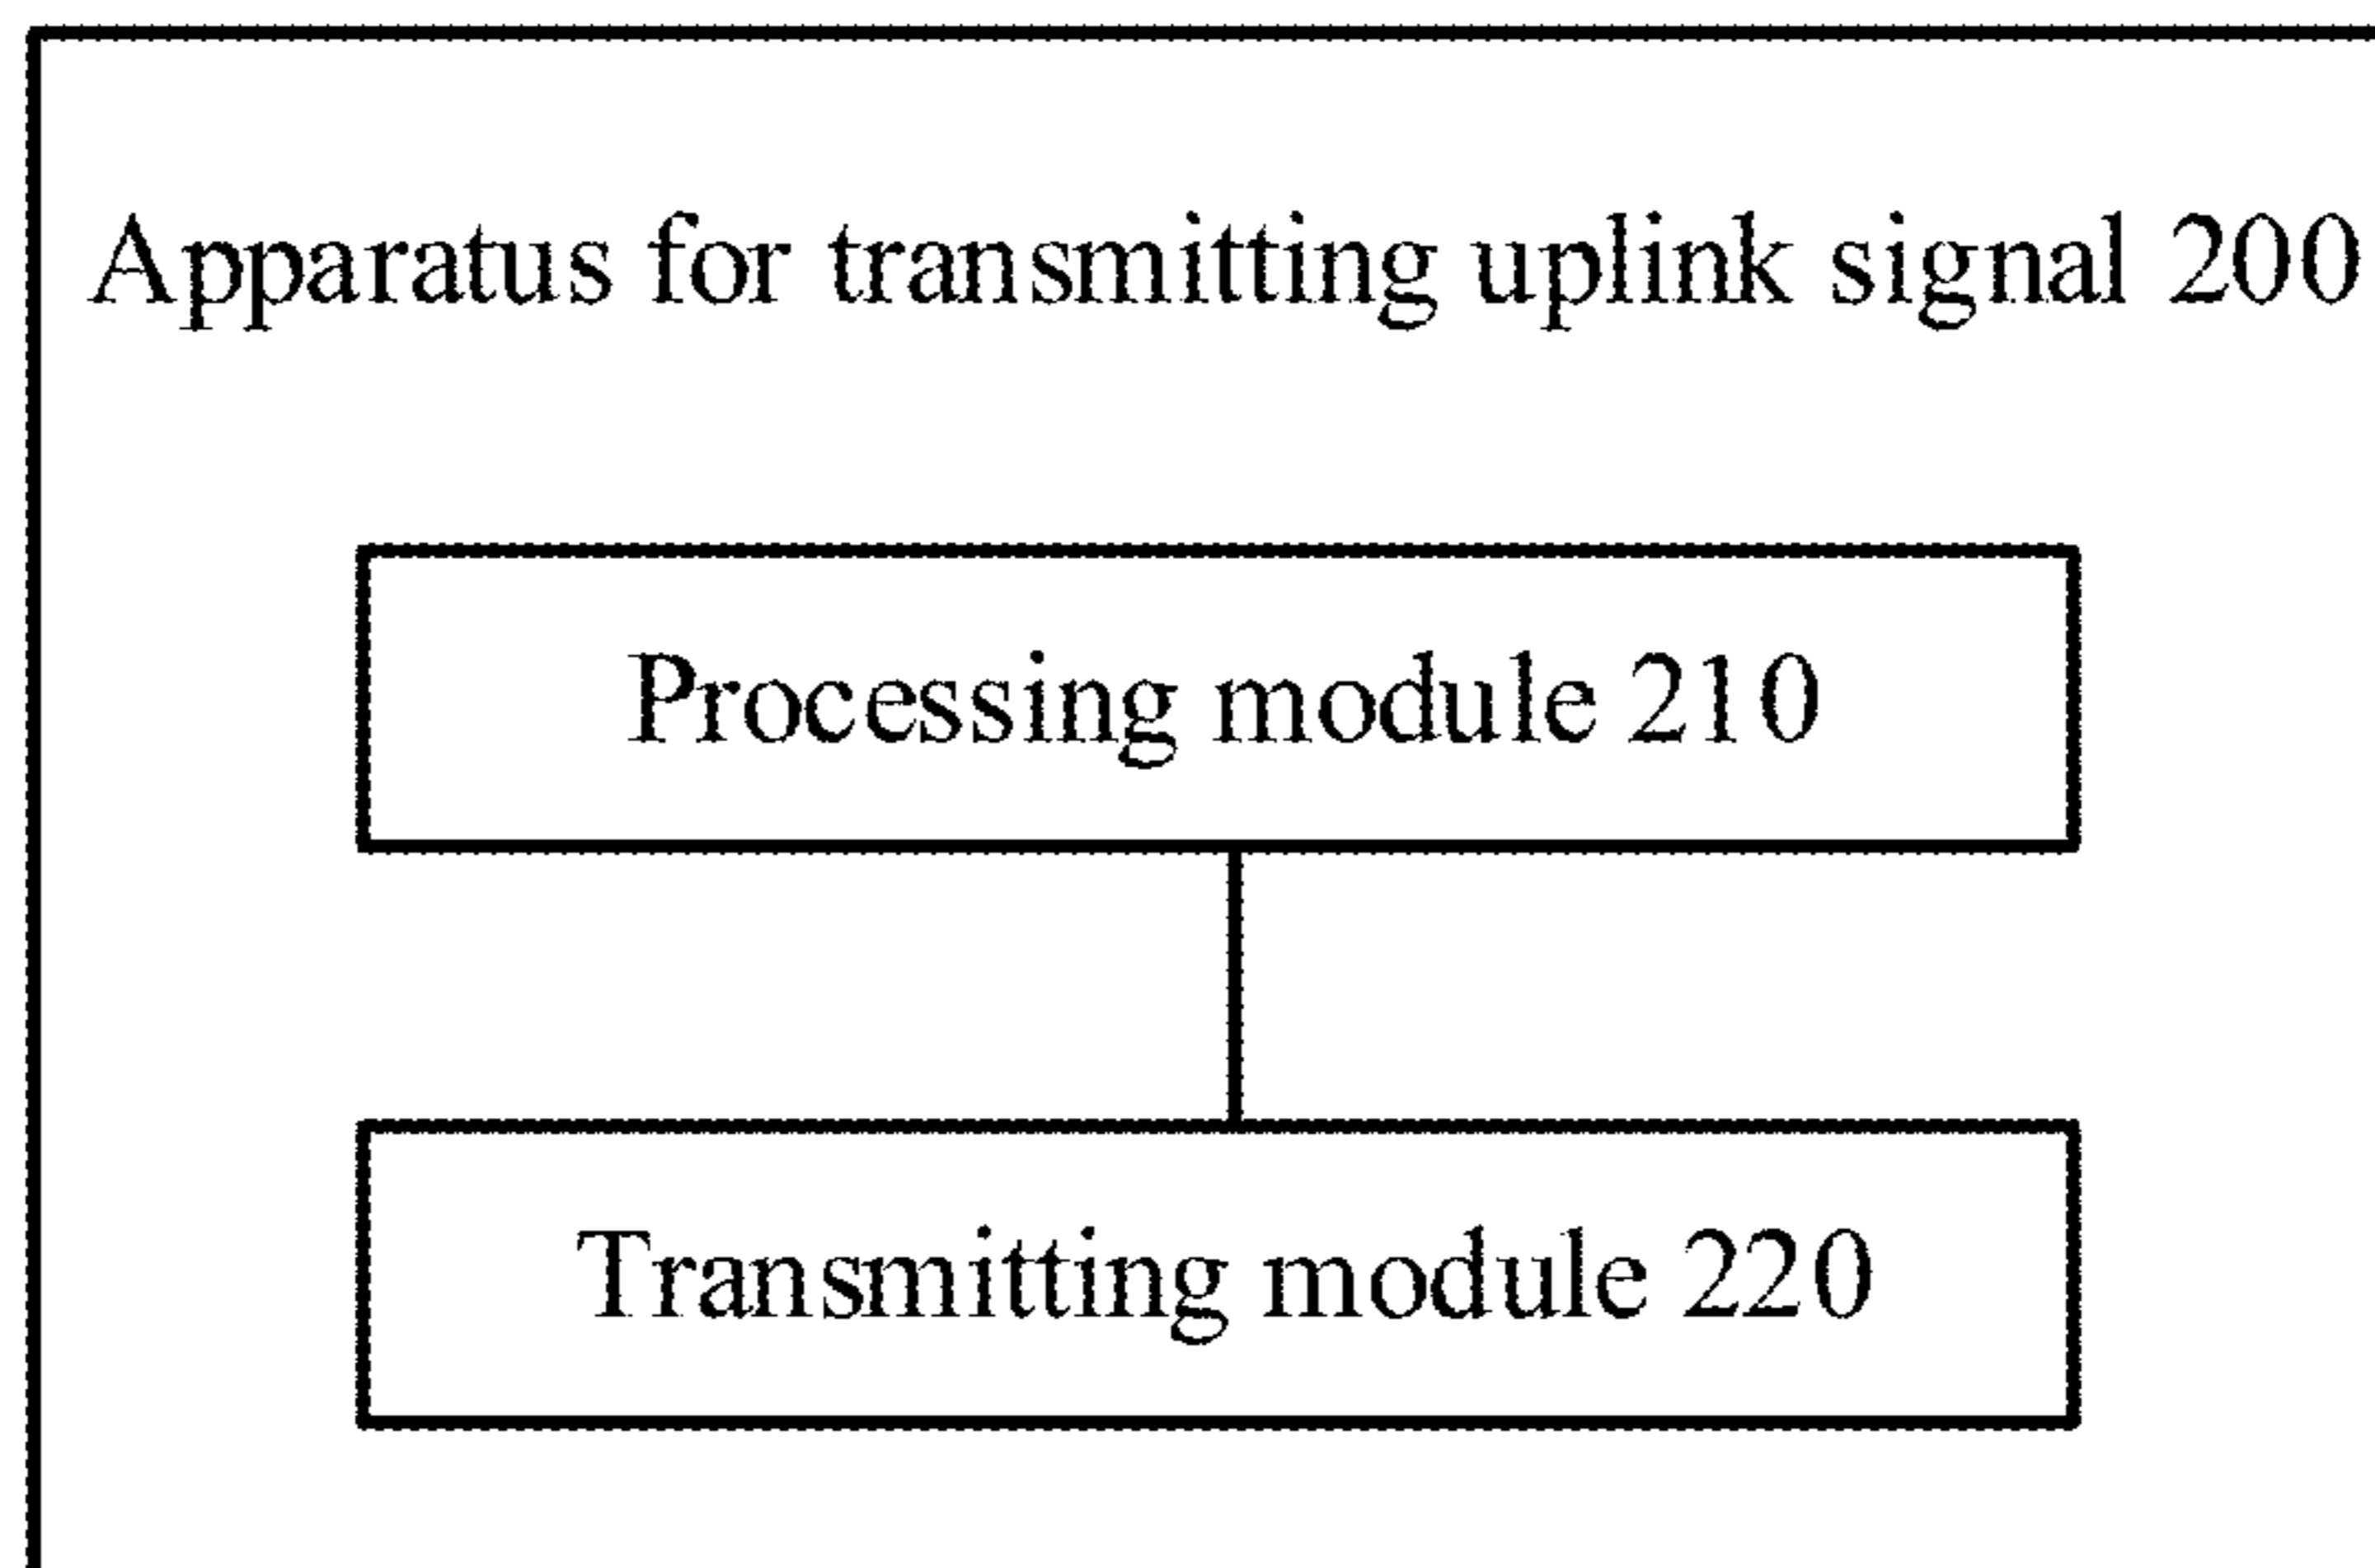 Apparatus for transmitting uplink signal 200
Processing module 210
Transmitting module 220